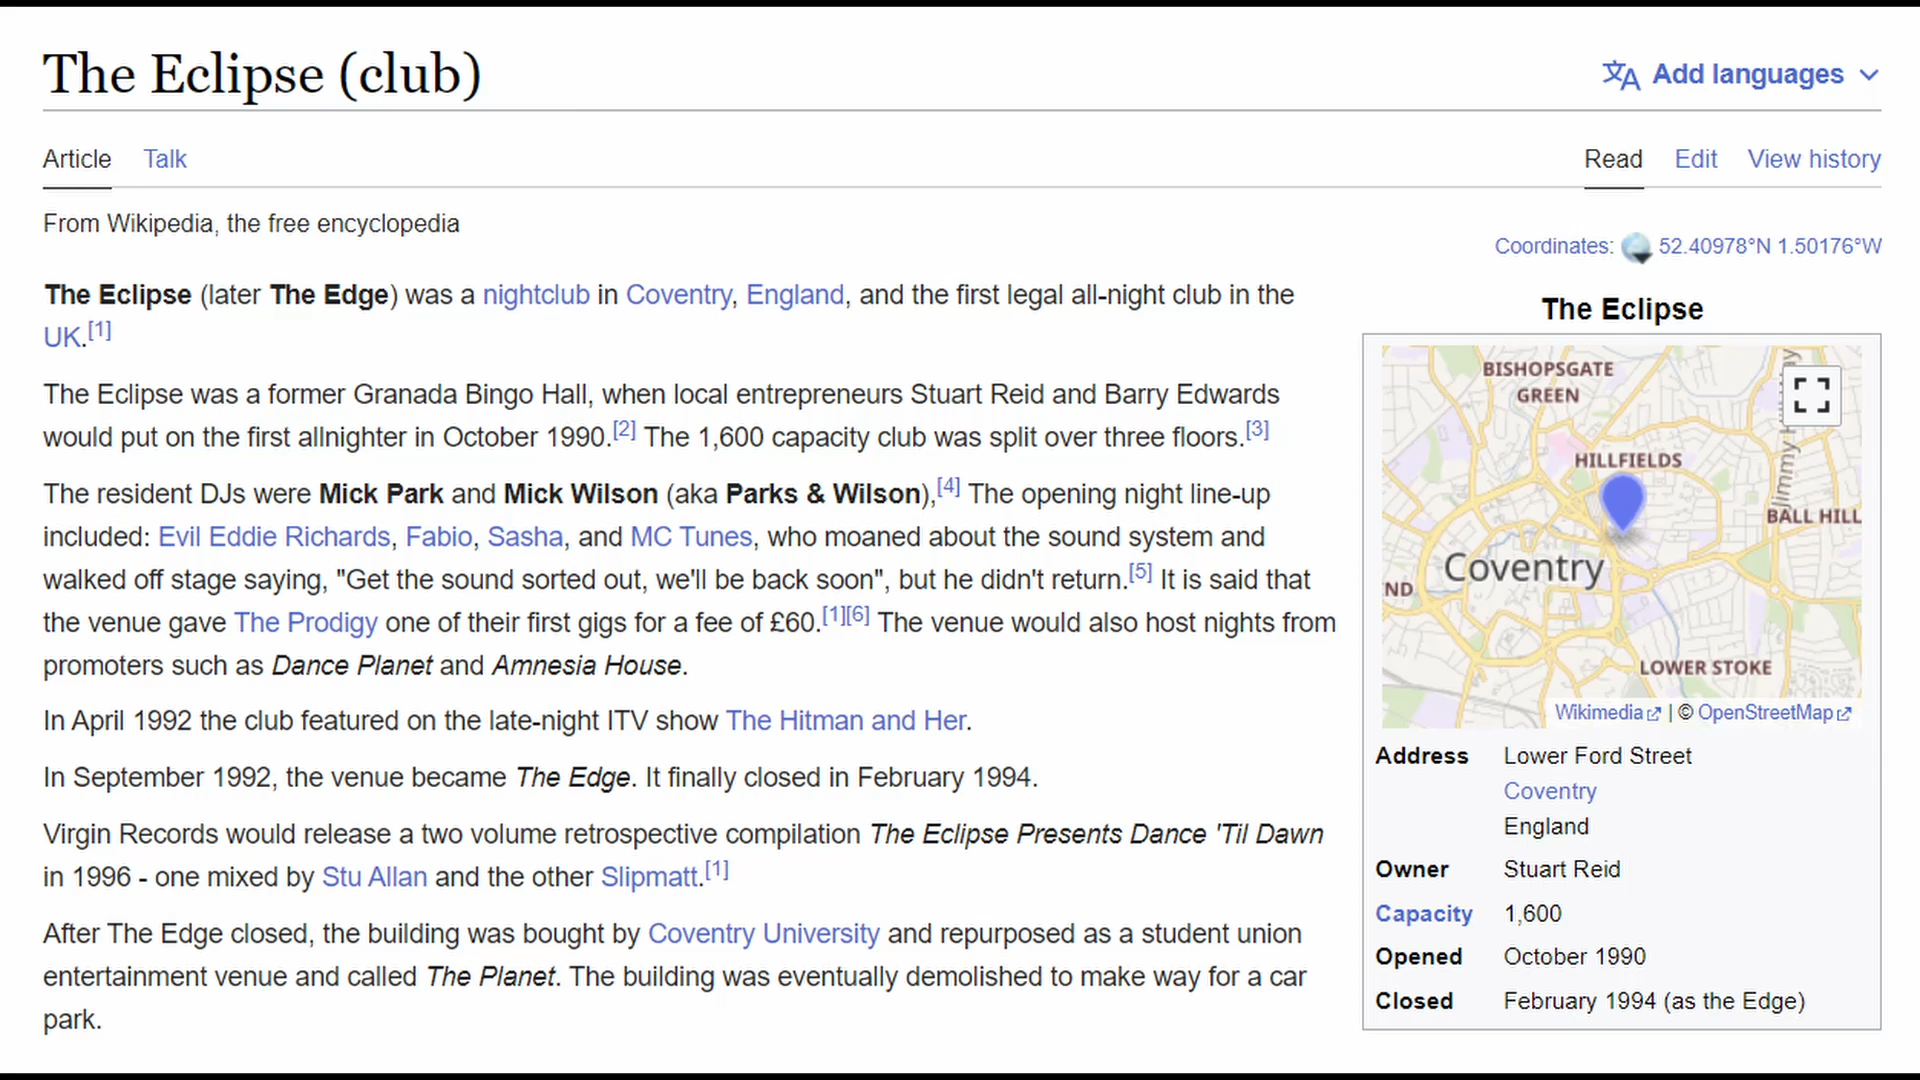 The Eclipse (club)
Add languages
Article Talk
Read Edit View history
From Wikipedia, the free encyclopedia
Coordinates: 52.40978°N 1.50176°W
The Eclipse (later The Edge) was a nightclub in Coventry, England, and the first legal all-night club in the
UK.[1]
The Eclipse was a former Granada Bingo Hall, when local entrepreneurs Stuart Reid and Barry Edwards
would put on the first allnighter in October 1990.[2] The 1,600 capacity club was split over three floors.[3]
The resident DJs were Mick Park and Mick Wilson (aka Parks & Wilson),[4] The opening night line-up
included: Evil Eddie Richards, Fabio, Sasha, and MC Tunes, who moaned about the sound system and
walked off stage saying, "Get the sound sorted out, we'll be back soon", but he didn't return.[5] It is said that
the venue gave The Prodigy one of their first gigs for a fee of £60.[1][6] The venue would also host nights from
promoters such as Dance Planet and Amnesia House.
In April 1992 the club featured on the late-night ITV show The Hitman and Her.
In September 1992, the venue became The Edge. It finally closed in February 1994.
Virgin Records would release a two volume retrospective compilation The Eclipse Presents Dance 'Til Dawn
in 1996 - one mixed by Stu Allan and the other Slipmatt.[1]
After The Edge closed, the building was bought by Coventry University and repurposed as a student union
entertainment venue and called The Planet. The building was eventually demolished to make way for a car
park.
The Eclipse
BISHOPSGATE
GREEN
HILLFIELDS
BALL HILL
Coventry
ND
LOWER STOKE
Wikimedia | © OpenStreetMap
Address Lower Ford Street
Coventry
England
Owner Stuart Reid
Capacity 1,600
Opened October 1990
Closed February 1994 (as the Edge)